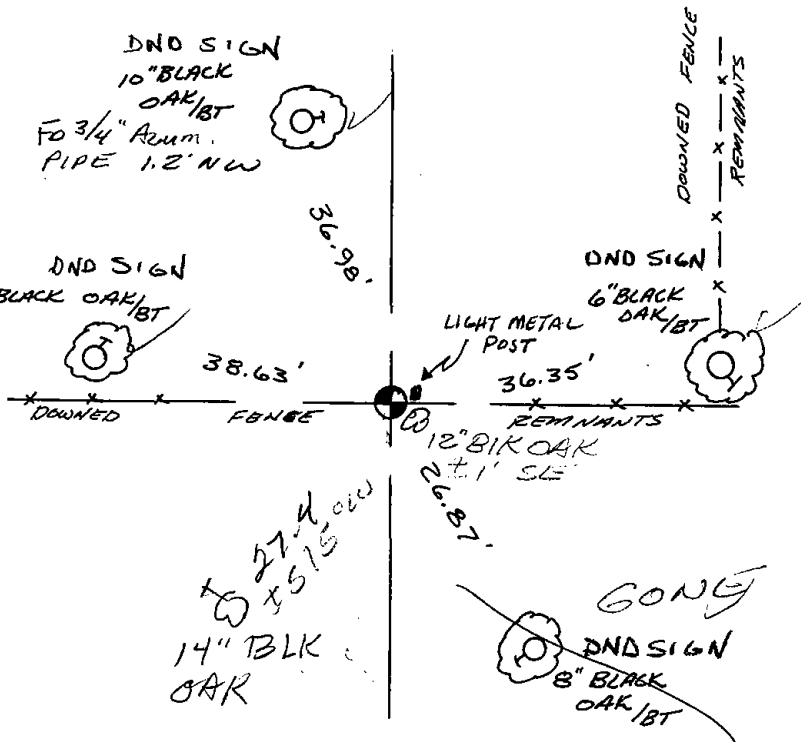 DND SIGN
10" BLACK
OAK/BT
FD 3/4" Alum.
PIPE 1.2' NW
36.98'
DOWNED FENCE
REMNANTS
DND SIGN
BLACK OAK/BT
38.63'
LIGHT METAL
POST
DND SIGN
6" BLACK
OAK/BT
36.35'
DOWNED FENCE REMNANTS
12" BLK OAK
± 1' SE
26.87'
27.4
14" BLK
OAK
GONE
DND SIGN
8" BLACK
OAK/BT